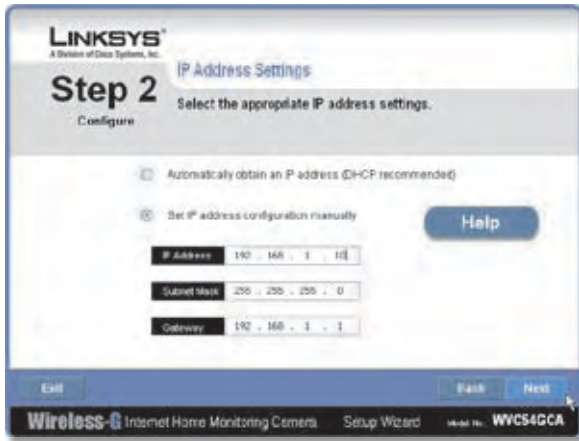 LINKSYS®
A Division of Cisco Systems, Inc.
Step 2
Configure
IP Address Settings
Select the appropriate IP address settings.
Automatically obtain an IP address (DHCP recommended)
Set IP address configuration manually
Help
IP Address 192 . 168 . 1 . 10
Subnet Mask 255 . 255 . 255 . 0
Gateway 192 . 168 . 1 . 1
Exit
Back
Next
Wireless-G Internet Home Monitoring Camera
Setup Wizard
Model No. WVC54GCA